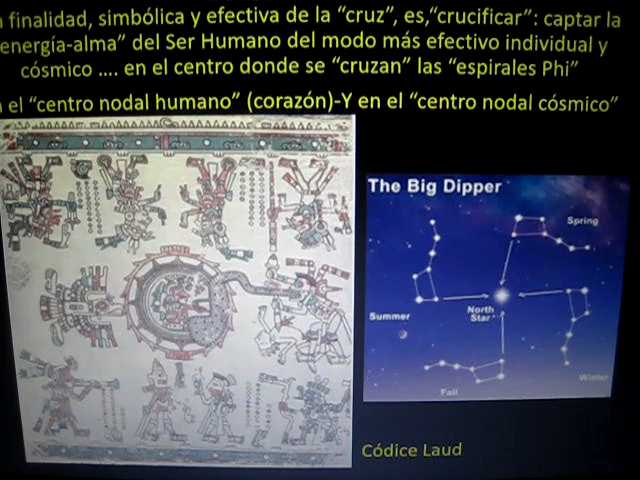 finalidad, simbólica y efectiva de la “cruz”, es,“crucificar”: captar la
energía-alma” del Ser Humano del modo más efectivo individual y
cósmico .... en el centro donde se “cruzan” las “espirales Phi”
el “centro nodal humano” (corazón)-Y en el “centro nodal cósmico”
The Big Dipper
Spring
Summer
North
Star
Winter
Fall
Códice Laud